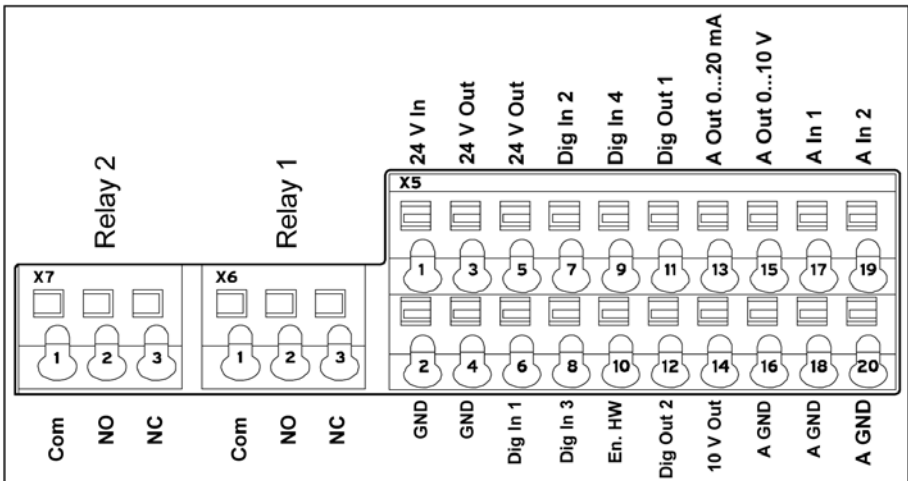 24 V In
24 V Out
24 V Out
Dig In 2
Dig In 4
Dig Out 1
A Out 0...20 mA
A Out 0...10 V
A In 1
A In 2
Relay 2
Relay 1
X5
1 3 5 7 9 11 13 15 17 19
X7
X6
1 2 3
1 2 3
2 4 6 8 10 12 14 16 18 20
Com
NO
NC
Com
NO
NC
GND
GND
Dig In 1
Dig In 3
En. HW
Dig Out 2
10 V Out
A GND
A GND
A GND